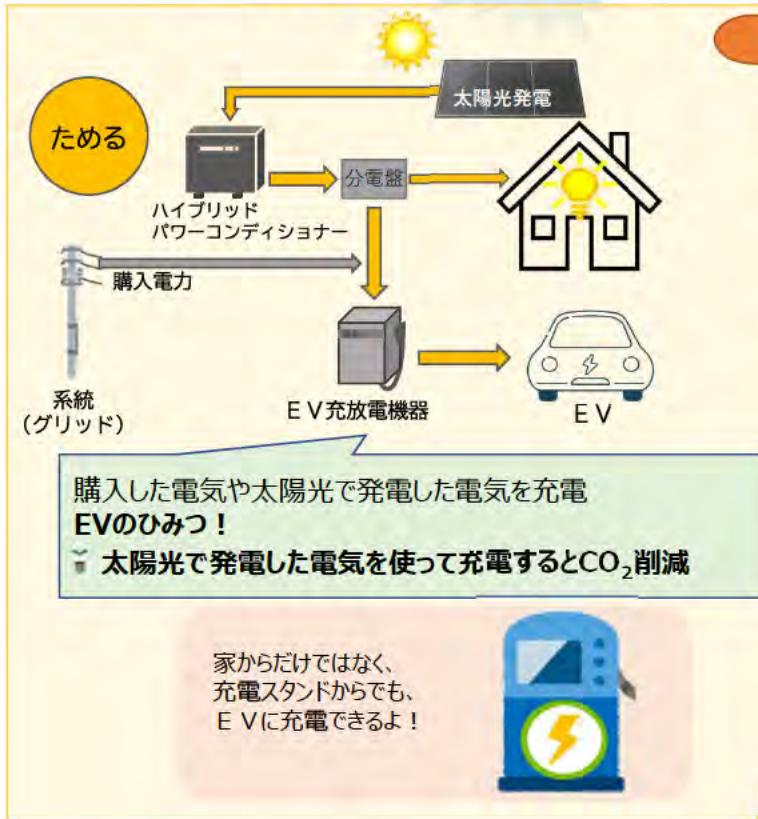 太陽光発電
ためる
分電盤
ハイブリッド
パワーコンディショナー
購入電力
系統
(グリッド)
EV充放電機器
EV
購入した電気や太陽光で発電した電気を充電
EVのひみつ!
太陽光で発電した電気を使って充電するとCO₂削減
家からだけではなく、
充電スタンドからでも、
EVに充電できるよ!